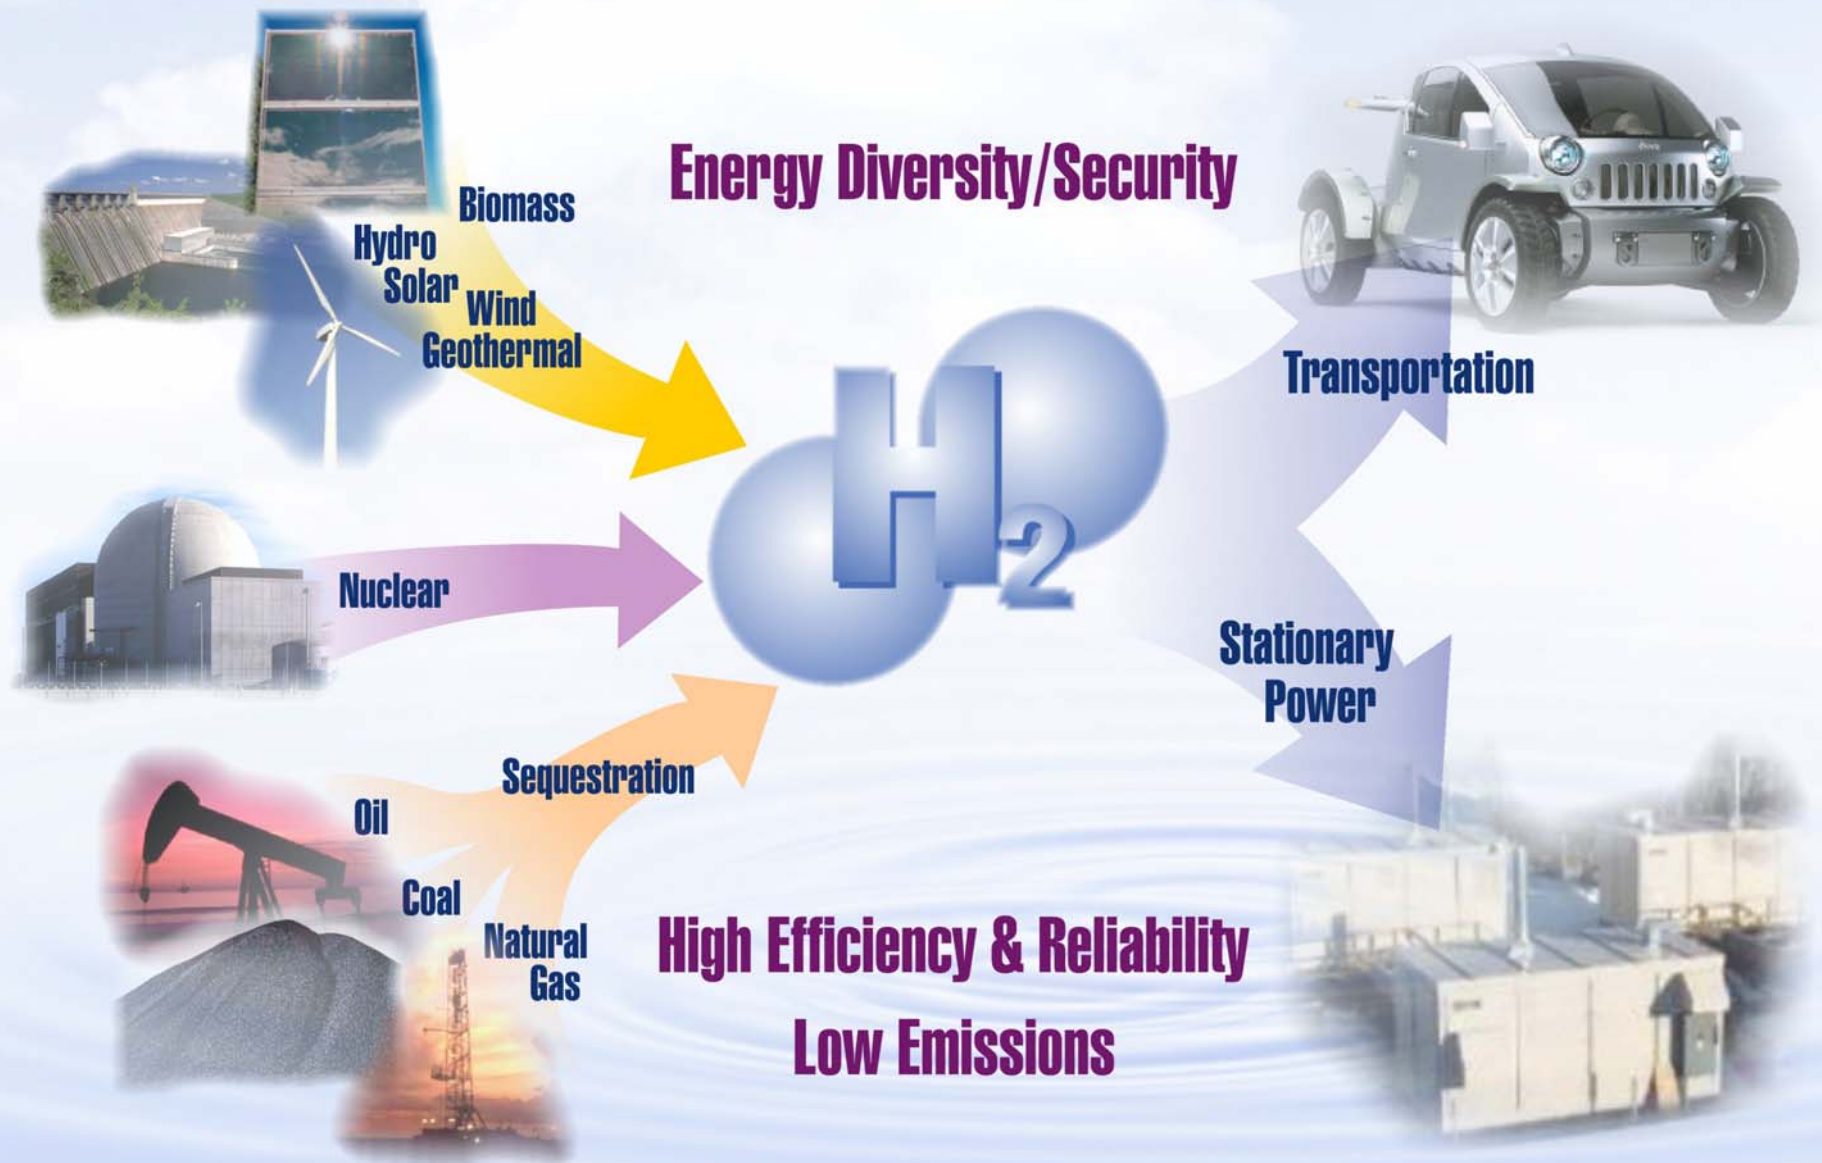 Energy Diversity/Security
Biomass
Hydro
Solar
Wind
Geothermal
H2
Transportation
Nuclear
Stationary
Power
Sequestration
Oil
Coal
Natural
Gas
High Efficiency & Reliability
Low Emissions